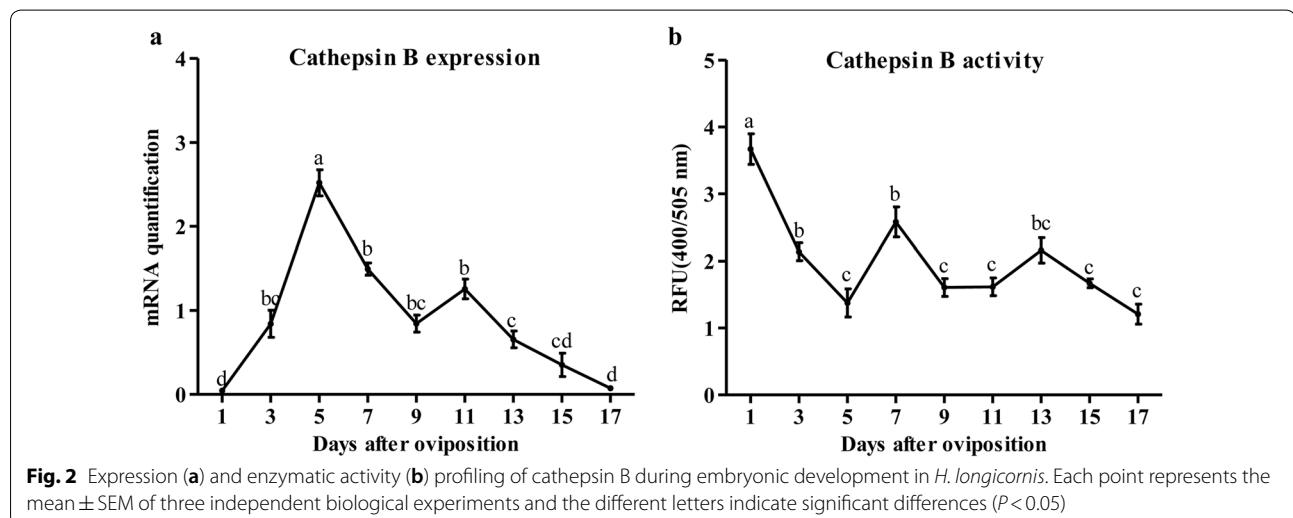 a
Cathepsin B expression
mRNA quantification
4
3
2
1
0
d
bc
a
b
bc
b
c
cd
d
1 3 5 7 9 11 13 15 17
Days after oviposition
b
Cathepsin B activity
RFU(400/505 nm)
5
4
3
2
1
0
a
b
c
b
c
c
bc
c
c
1 3 5 7 9 11 13 15 17
Days after oviposition
Fig. 2 Expression (a) and enzymatic activity (b) profiling of cathepsin B during embryonic development in H. longicornis. Each point represents the
mean ± SEM of three independent biological experiments and the different letters indicate significant differences (P < 0.05)